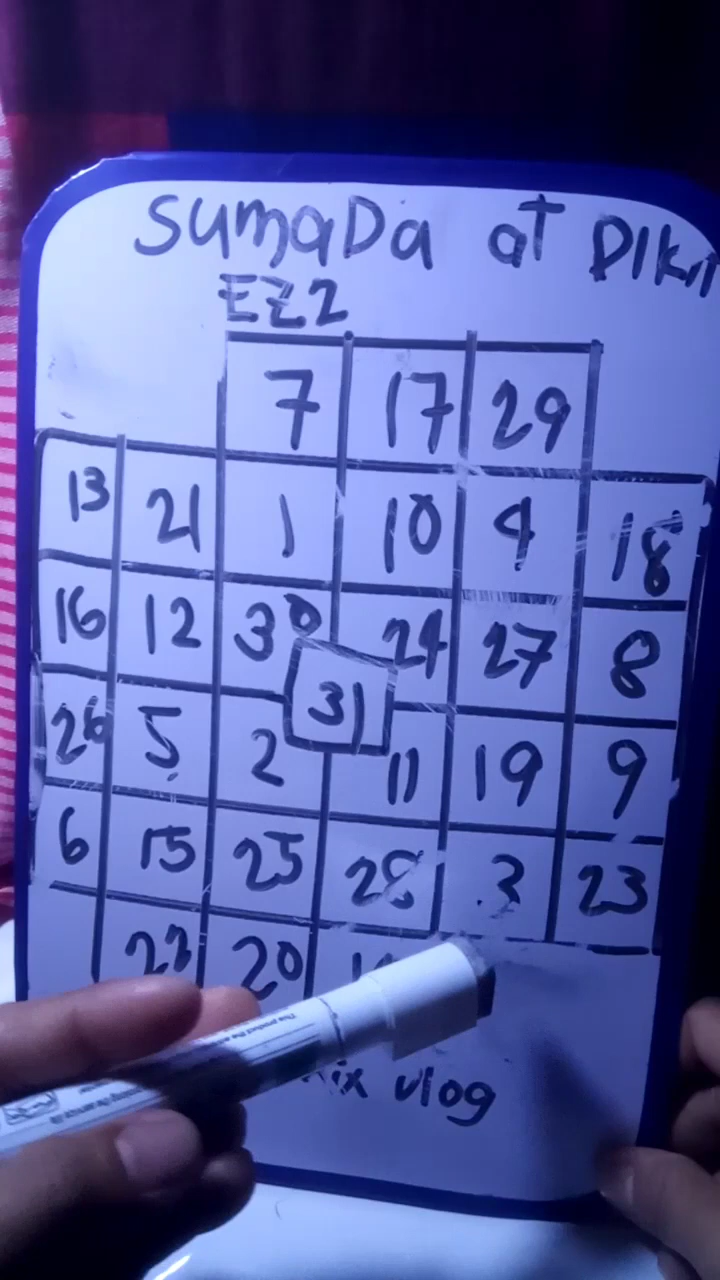 SumaDa at Dikit
EZ2
7 17 29
13 21 1 10 4 18
16 12 30 24 27 8
31
26 5 2 11 19 9
6 15 25 28 3 23
22 20
vlog